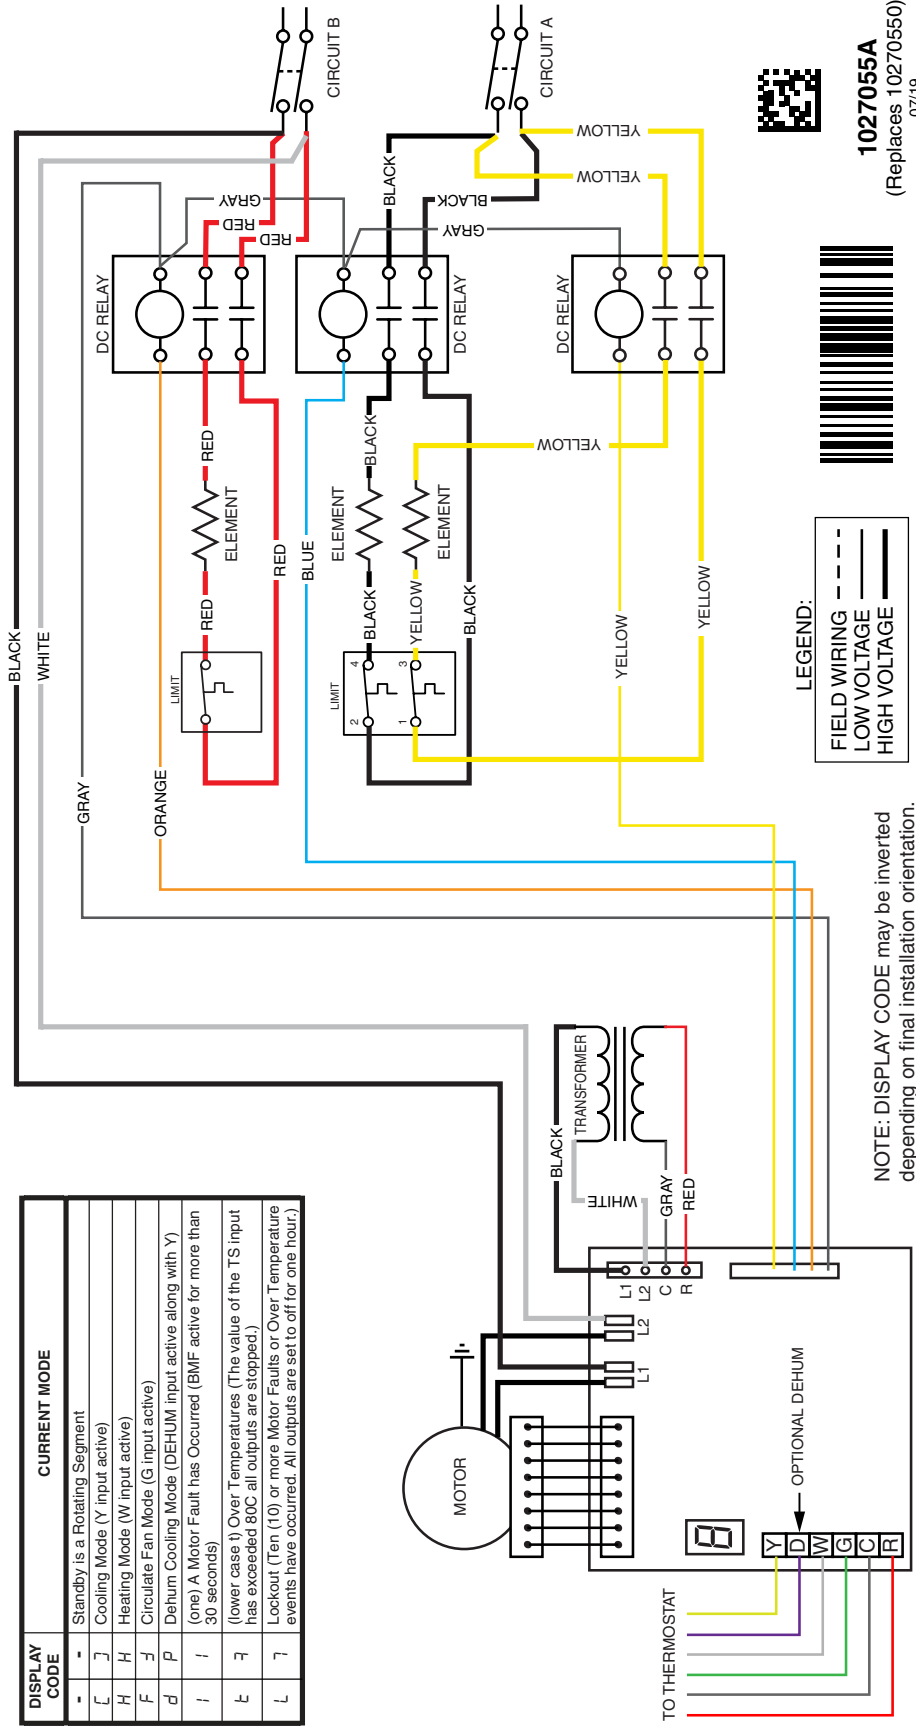 DISPLAY CODE
CURRENT MODE
- - Standby is a Rotating Segment
Cooling Mode (Y input active)
H H Heating Mode (W input active)
F Circulate Fan Mode (G input active)
d P Dehum Cooling Mode (DEHUM input active along with Y)
(one) A Motor Fault has Occurred (BMF active for more than
30 seconds)
t (lower case t) Over Temperatures (The value of the TS input
has exceeded 80C all outputs are stopped.)
L Lockout (Ten (10) or more Motor Faults or Over Temperature
events have occurred. All outputs are set to off for one hour.)
BLACK
WHITE
GRAY
ORANGE
CIRCUIT B
GRAY
RED
RED
DC RELAY
RED
ELEMENT
RED
RED
LIMIT
BLUE
CIRCUIT A
BLACK
BLACK
YELLOW
YELLOW
GRAY
DC RELAY
BLACK
ELEMENT
BLACK
LIMIT
4
2
3
1
YELLOW
ELEMENT
BLACK
YELLOW
DC RELAY
YELLOW
YELLOW
TRANSFORMER
BLACK
WHITE
GRAY
RED
L1
L2
C
R
L2
L1
MOTOR
OPTIONAL DEHUM
Y
D
W
G
C
R
TO THERMOSTAT
LEGEND:
FIELD WIRING
LOW VOLTAGE
HIGH VOLTAGE
NOTE: DISPLAY CODE may be inverted
depending on final installation orientation.
1027055A
(Replaces 10270550)
07/19